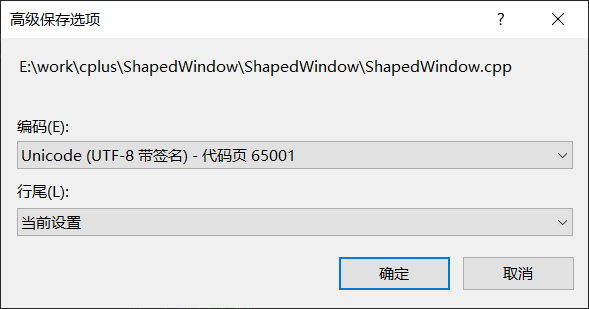 高级保存选项
E:\work\cplus\ShapedWindow\ShapedWindow\ShapedWindow.cpp
编码(E):
Unicode (UTF-8 带签名) - 代码页 65001
行尾(L):
当前设置
确定
取消